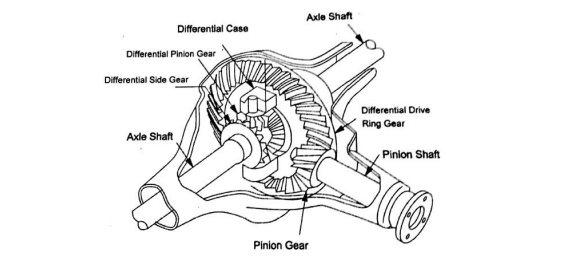 Axle Shaft
Differential Case
Differential Pinion Gear
Differential Side Gear
Differential Drive
Ring Gear
Axle Shaft
Pinion Shaft
Pinion Gear